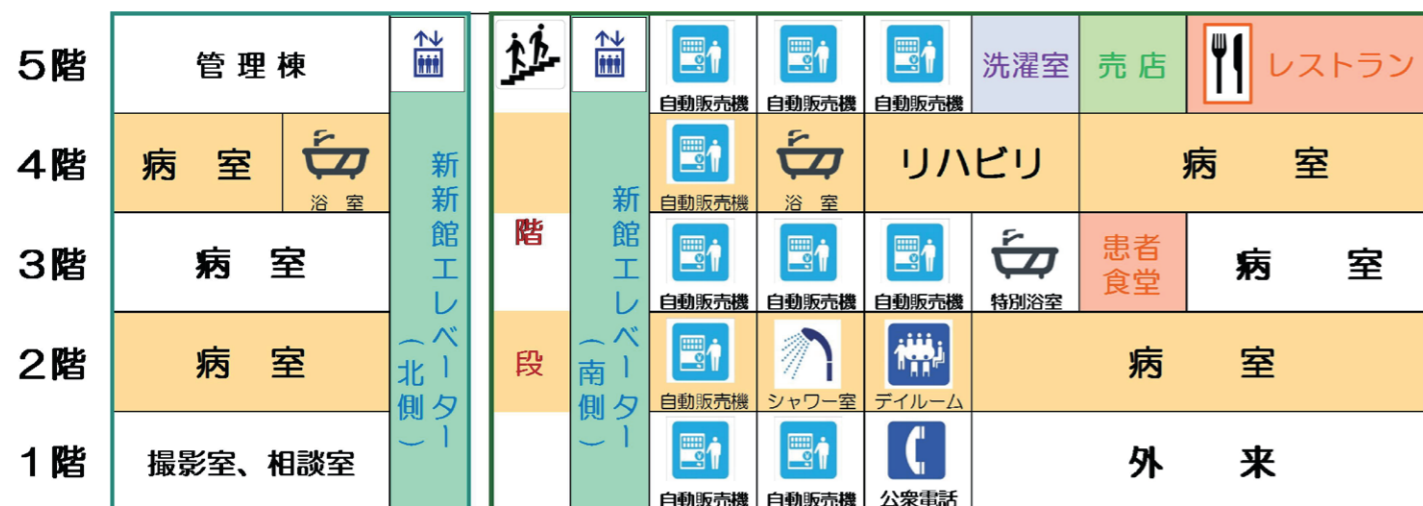 5階
管理棟
自動販売機 自動販売機 自動販売機
洗濯室
売店
レストラン
4階
病 室
浴 室
自動販売機
浴 室
リハビリ
病 室
3階
病 室
自動販売機 自動販売機 自動販売機
特別浴室
患者
食堂
病 室
2階
病 室
自動販売機
シャワー室
デイルーム
病 室
1階
撮影室、相談室
自動販売機 自動販売機
公衆電話
外 来
新新館エレベーター
(北側)
階段
新館エレベーター
(南側)